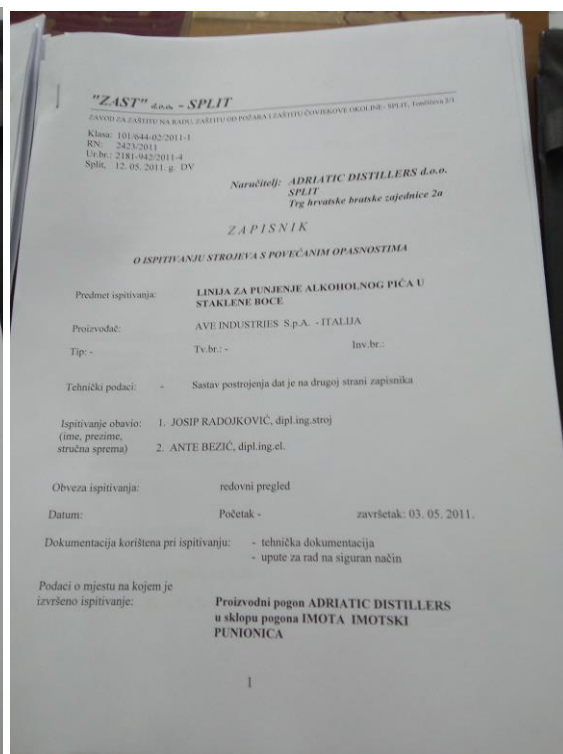 "ZAST" d.o.o. - SPLIT
ZAVOD ZA ZAŠTITU NA RADU, ZAŠTITU OD POŽARA I ZAŠTITU ČOVJEKOVE OKOLINE - SPLIT,
Klasa: 101/644-02/2011-1
RN: 2423/2011
Ur.br.: 2181-942/2011-4
Split, 12. 05. 2011. g. DV
Naručitelj: ADRIATIC DISTILLERS d.o.o.
SPLIT
Trg hrvatske bratske zajednice 2a
ZAPISNIK
O ISPITIVANJU STROJEVA S POVEĆANIM OPASNOSTIMA
Predmet ispitivanja: LINIJA ZA PUNJENJE ALKOHOLNOG PIĆA U
STAKLENE BOCE
Proizvođač: AVE INDUSTRIES S.p.A. - ITALIJA
Tip: - Tv.br.: - Inv.br.:
Tehnički podaci: - Sastav postrojenja dat je na drugoj strani zapisnika
Ispitivanje obavio: 1. JOSIP RADOJKOVIĆ, dipl.ing.stroj
(ime, prezime,
stručna sprema) 2. ANTE BEZIĆ, dipl.ing.el.
Obveza ispitivanja: redovni pregled
Datum: Početak - završetak: 03. 05. 2011.
Dokumentacija korištena pri ispitivanju: - tehnička dokumentacija
- upute za rad na siguran način
Podaci o mjestu na kojem je
izvršeno ispitivanje: Proizvodni pogon ADRIATIC DISTILLERS
u sklopu pogona IMOTA IMOTSKI
PUNIONICA
1